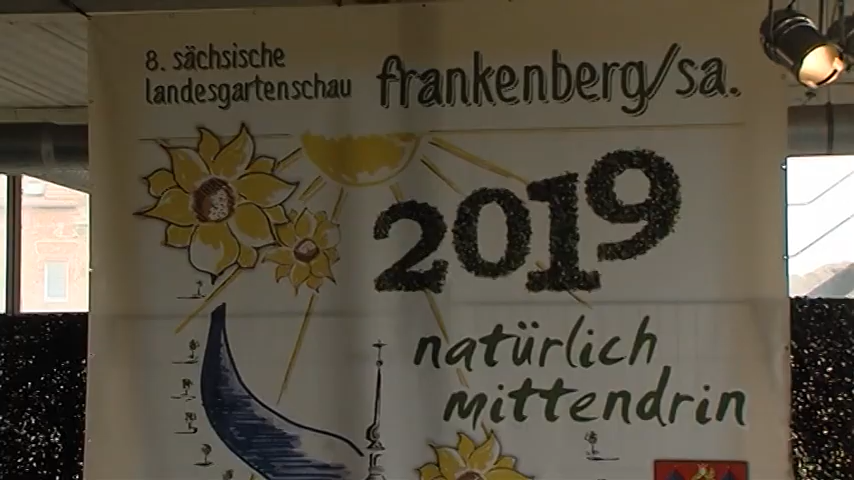 8. sächsische
landesgartenschau
frankenberg/sa.
2019
natürlich
mittendrin